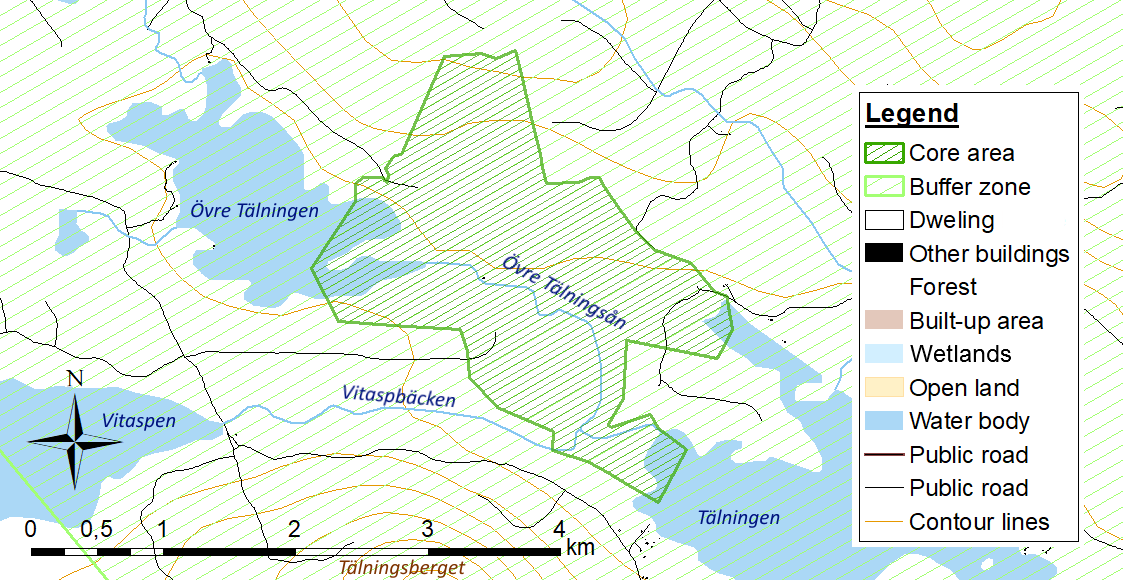 Legend
Core area
Buffer zone
Dweling
Other buildings
Forest
Built-up area
Wetlands
Open land
Water body
Public road
Public road
Contour lines
Övre Tälningen
Övre Tälningsån
N
Vitaspen
Vitaspbäcken
Tälningen
0 0,5 1 2 3 4
km
Tälningsberget